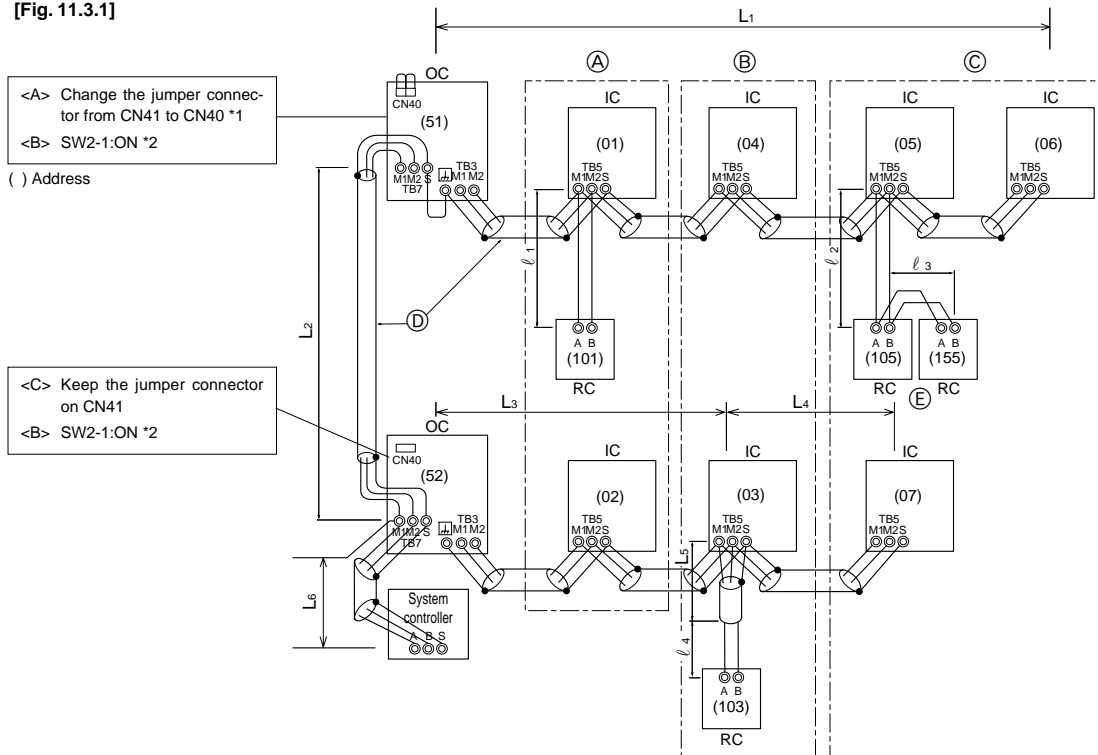 [Fig. 11.3.1]
L1
<A> Change the jumper connec-
tor from CN41 to CN40 *1
<B> SW2-1:ON *2
( ) Address
OC
CN40
(51)
M1M2 S
TB7
TB3
M1 M2
A
IC
(01)
TB5
M1M2S
B
IC
(04)
TB5
M1M2S
C
IC
(05)
TB5
M1M2S
IC
(06)
TB5
M1M2S
L2
D
ℓ 1
A B
(101)
RC
ℓ 2
ℓ 3
A B
(105)
RC
A B
(155)
RC
E
<C> Keep the jumper connector
on CN41
<B> SW2-1:ON *2
L3
L4
OC
CN40
(52)
M1M2 S
TB7
TB3
M1 M2
IC
(02)
TB5
M1M2S
IC
(03)
TB5
M1M2S
IC
(07)
TB5
M1M2S
L6
System
controller
A B S
L5
ℓ 4
A B
(103)
RC